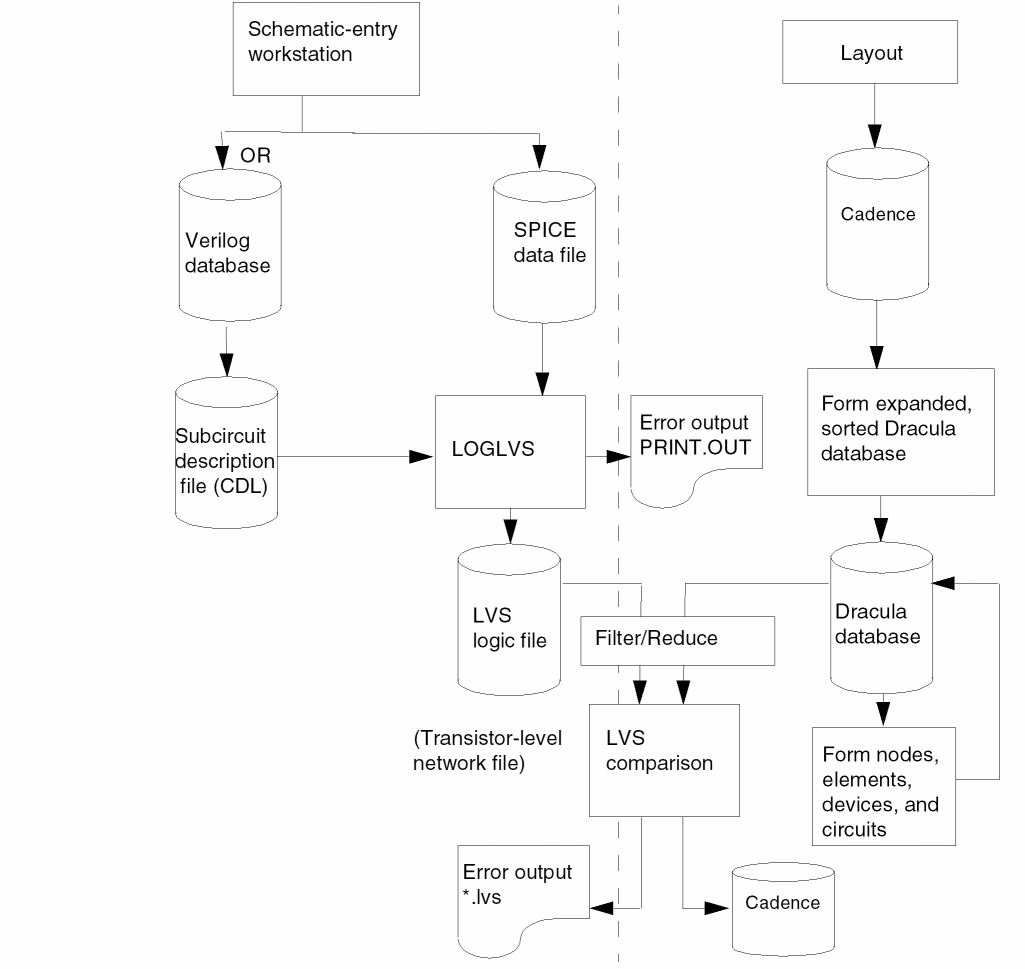 Schematic-entry
workstation
Layout
OR
Verilog
database
SPICE
data file
Cadence
Subcircuit
description
file (CDL)
LOGLVS
Error output
PRINT.OUT
Form expanded,
sorted Dracula
database
LVS
logic file
Filter/Reduce
Dracula
database
(Transistor-level
network file)
LVS
comparison
Form nodes,
elements,
devices, and
circuits
Error output
*.lvs
Cadence